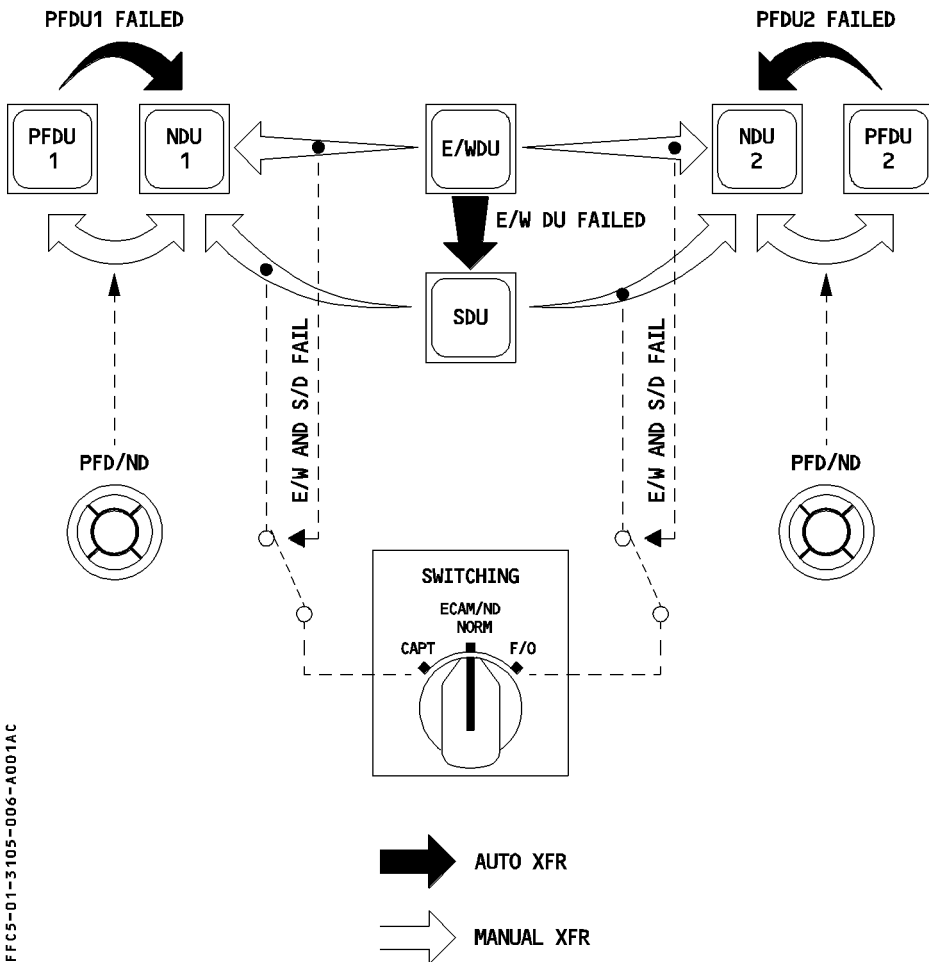 PFDU1 FAILED
PFDU2 FAILED
PFDU
1
NDU
1
E/WDU
NDU
2
PFDU
2
E/W DU FAILED
SDU
E/W AND S/D FAIL
E/W AND S/D FAIL
PFD/ND
PFD/ND
SWITCHING
ECAM/ND
NORM
CAPT
F/O
AUTO XFR
MANUAL XFR
FFC5-01-3105-006-A001AC